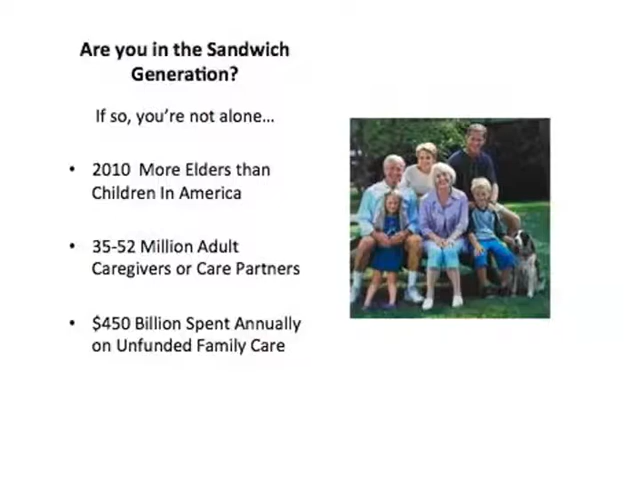 Are you in the Sandwich
Generation?
If so, you're not alone…
• 2010  More Elders than
Children In America
• 35-52 Million Adult
Caregivers or Care Partners
• $450 Billion Spent Annually
on Unfunded Family Care